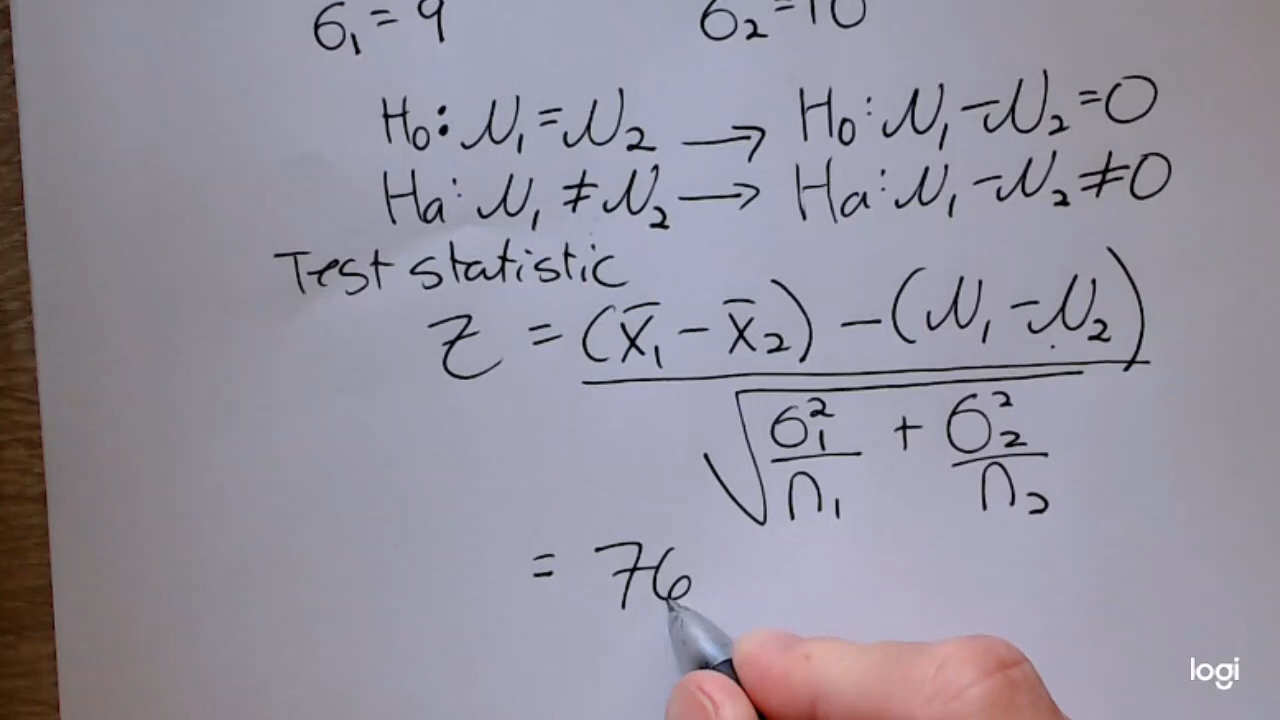 σ₁ = 9 σ₂ = 10
H₀: μ₁ = μ₂ → H₀: μ₁ - μ₂ = 0
Ha: μ₁ ≠ μ₂ → Ha: μ₁ - μ₂ ≠ 0
Test statistic
Z = (x̄₁ - x̄₂) - (μ₁ - μ₂)
√ σ₁²/n₁ + σ₂²/n₂
= 76
logi